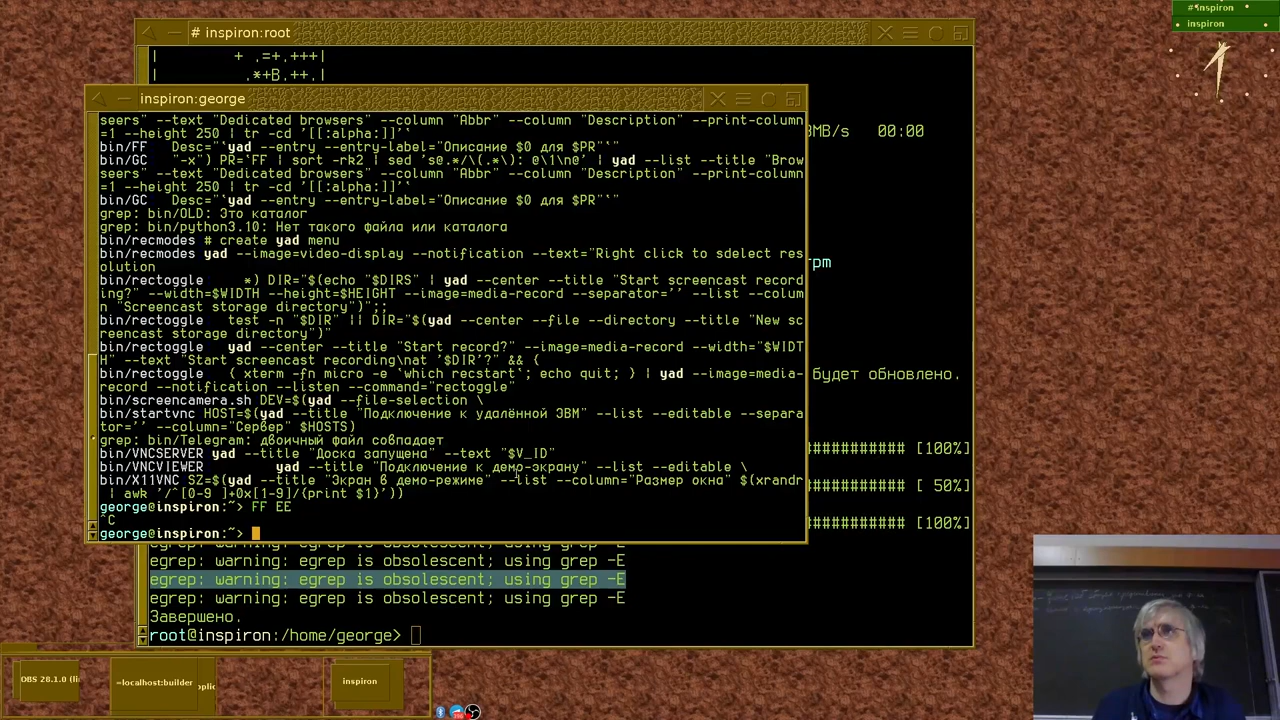 #*inspiron
inspiron
# inspiron:root
| + .=+.+++|
| .*+B.++.|
inspiron:george
3MB/s 00:00
seers" --text "Dedicated browsers" --column "Abbr" --column "Description" --print-column
=1 --height 250 | tr -cd '[[:alpha:]]'`
bin/FF Desc="`yad --entry --entry-label="Описание $0 для $PR"`"
bin/GC "-x") PR=`FF | sort -rk2 | sed 's@.*/\(.*\): @\1\n@' | yad --list --title "Brow
seers" --text "Dedicated browsers" --column "Abbr" --column "Description" --print-column
=1 --height 250 | tr -cd '[[:alpha:]]'`
bin/GC Desc="`yad --entry --entry-label="Описание $0 для $PR"`"
grep: bin/OLD: Это каталог
grep: bin/python3.10: Нет такого файла или каталога
bin/recmodes # create yad menu
bin/recmodes yad --image=video-display --notification --text="Right click to sdelect res
olution
rpm
bin/rectoggle *) DIR="$(echo "$DIRS" | yad --center --title "Start screencast record
ing?" --width=$WIDTH --height=$HEIGHT --image=media-record --separator='' --list --colum
n "Screencast storage directory")";;
bin/rectoggle test -n "$DIR" || DIR="$(yad --center --file --directory --title "New sc
reencast storage directory")"
bin/rectoggle yad --center --title "Start record?" --image=media-record --width="$WIDT
H" --text "Start screencast recording\nat '$DIR'?" && {
bin/rectoggle ( xterm -fn micro -e `which recstart`; echo quit; ) | yad --image=media-
record --notification --listen --command="rectoggle"
будет обновлено.
bin/screencamera.sh DEV=$(yad --file-selection \
bin/startvnc HOST=$(yad --title "Подключение к удалённой ЭВМ" --list --editable --separa
tor='' --column="Сервер" $HOSTS)
grep: bin/Telegram: двоичный файл совпадает
bin/VNCSERVER yad --title "Доска запущена" --text "$V_ID"
########### [100%]
bin/VNCVIEWER yad --title "Подключение к демо-экрану" --list --editable \
bin/X11VNC SZ=$(yad --title "Экран в демо-режиме" --list --column="Размер окна" $(xrandr
| awk '/^[0-9 ]+0x[1-9]/{print $1}'))
########### [ 50%]
george@inspiron:~> FF EE
^C
########### [100%]
george@inspiron:~>
egrep: warning: egrep is obsolescent; using grep -E
egrep: warning: egrep is obsolescent; using grep -E
egrep: warning: egrep is obsolescent; using grep -E
egrep: warning: egrep is obsolescent; using grep -E
Завершено.
root@inspiron:/home/george>
OBS 28.1.0 (li
=localhost:builder
plic
inspiron